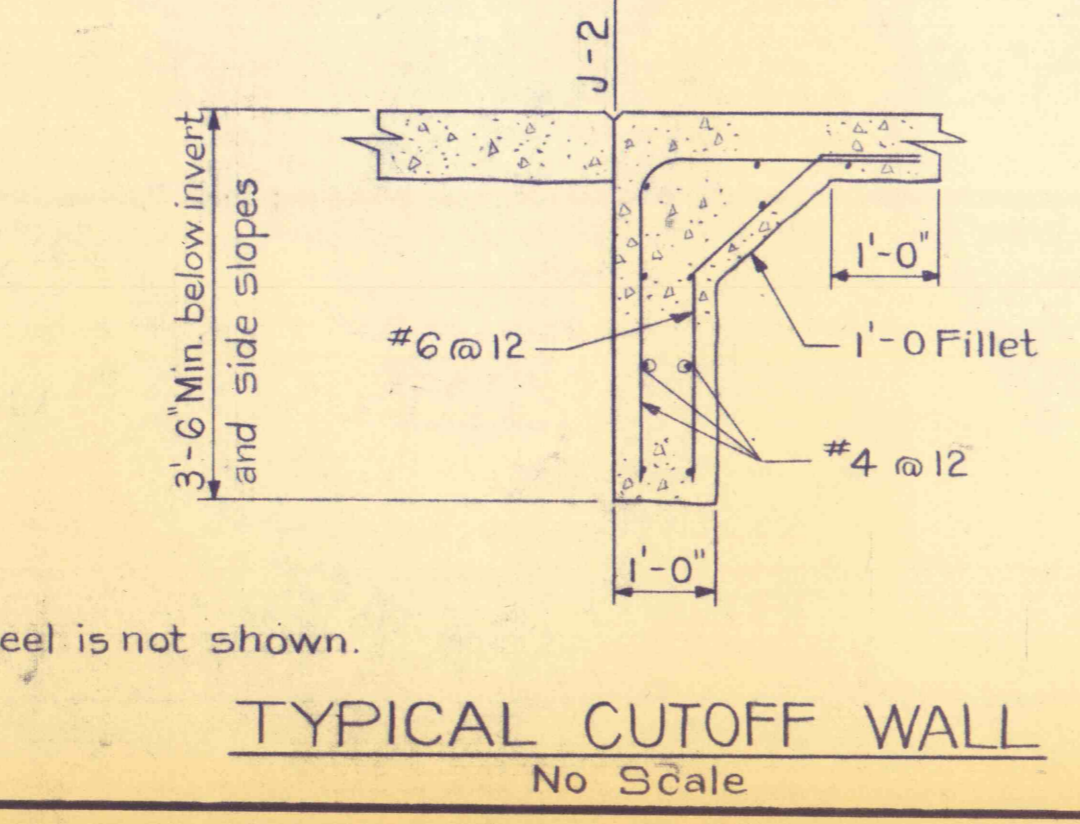 J-2
3'-6" Min. below invert
and side slopes
1'-0"
#6 @ 12
1'-0 Fillet
#4 @ 12
1'-0"
eel is not shown.
TYPICAL CUTOFF WALL
No Scale